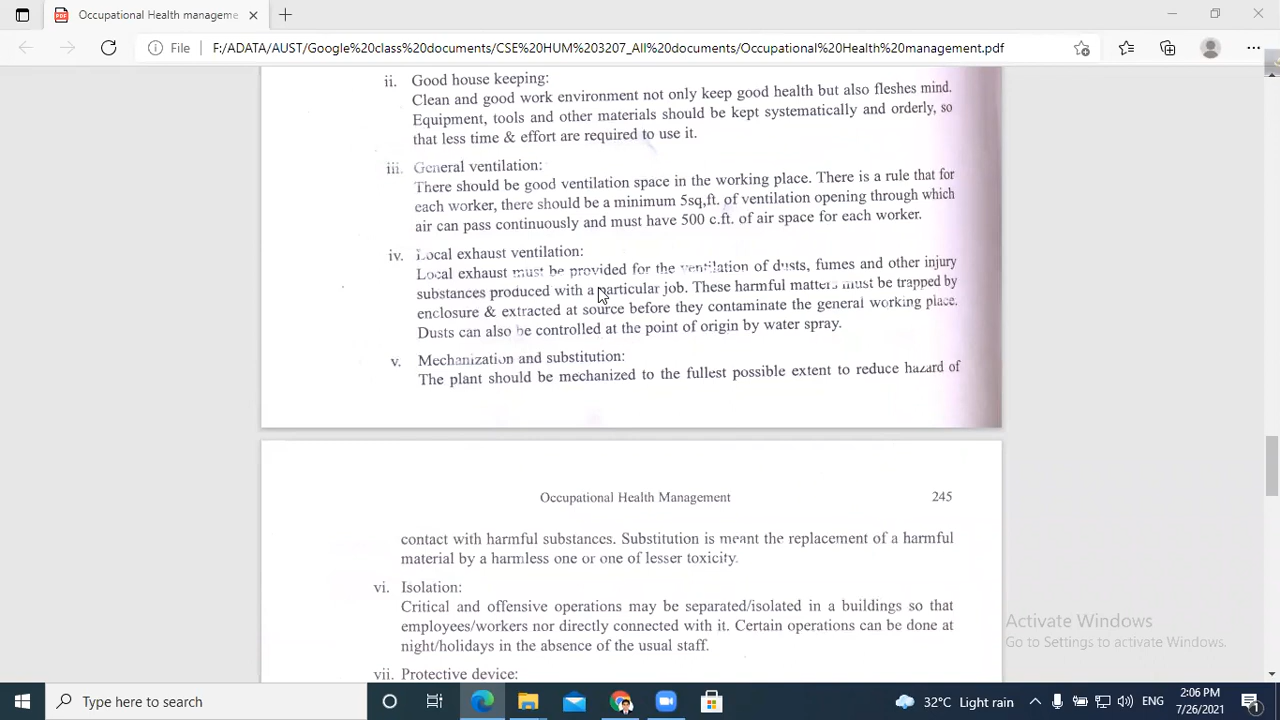 Occupational Health manageme
File F:/ADATA/AUST/Google%20class%20documents/CSE%20HUM%203207_All%20documents/Occupational%20Health%20management.pdf
ii. Good house keeping:
Clean and good work environment not only keep good health but also fleshes mind.
Equipment, tools and other materials should be kept systematically and orderly, so
that less time & effort are required to use it.
iii. General ventilation:
There should be good ventilation space in the working place. There is a rule that for
each worker, there should be a minimum 5sq,ft. of ventilation opening through which
air can pass continuously and must have 500 c.ft. of air space for each worker.
iv. Local exhaust ventilation:
Local exhaust must be provided for the ventilation of dusts, fumes and other injury
substances produced with a particular job. These harmful matters must be trapped by
enclosure & extracted at source before they contaminate the general working place.
Dusts can also be controlled at the point of origin by water spray.
v. Mechanization and substitution:
The plant should be mechanized to the fullest possible extent to reduce hazard of
Occupational Health Management 245
contact with harmful substances. Substitution is meant the replacement of a harmful
material by a harmless one or one of lesser toxicity.
vi. Isolation:
Critical and offensive operations may be separated/isolated in a buildings so that
employees/workers nor directly connected with it. Certain operations can be done at
night/holidays in the absence of the usual staff.
vii. Protective device:
Activate Windows
Go to Settings to activate Windows.
Type here to search
32°C Light rain
ENG
2:06 PM
7/26/2021
1